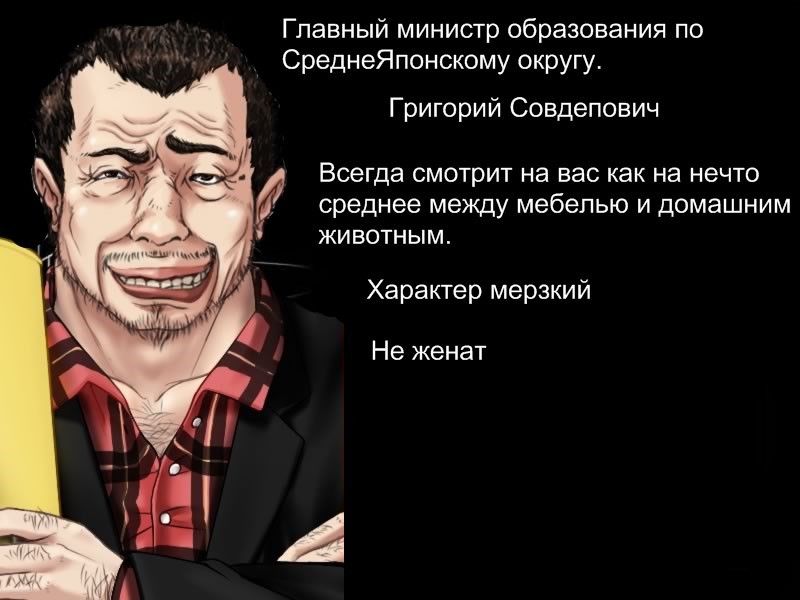 Главный министр образования по
СреднеЯпонскому округу.
Григорий Совдепович
Всегда смотрит на вас как на нечто
среднее между мебелью и домашним
животным.
Характер мерзкий
Не женат